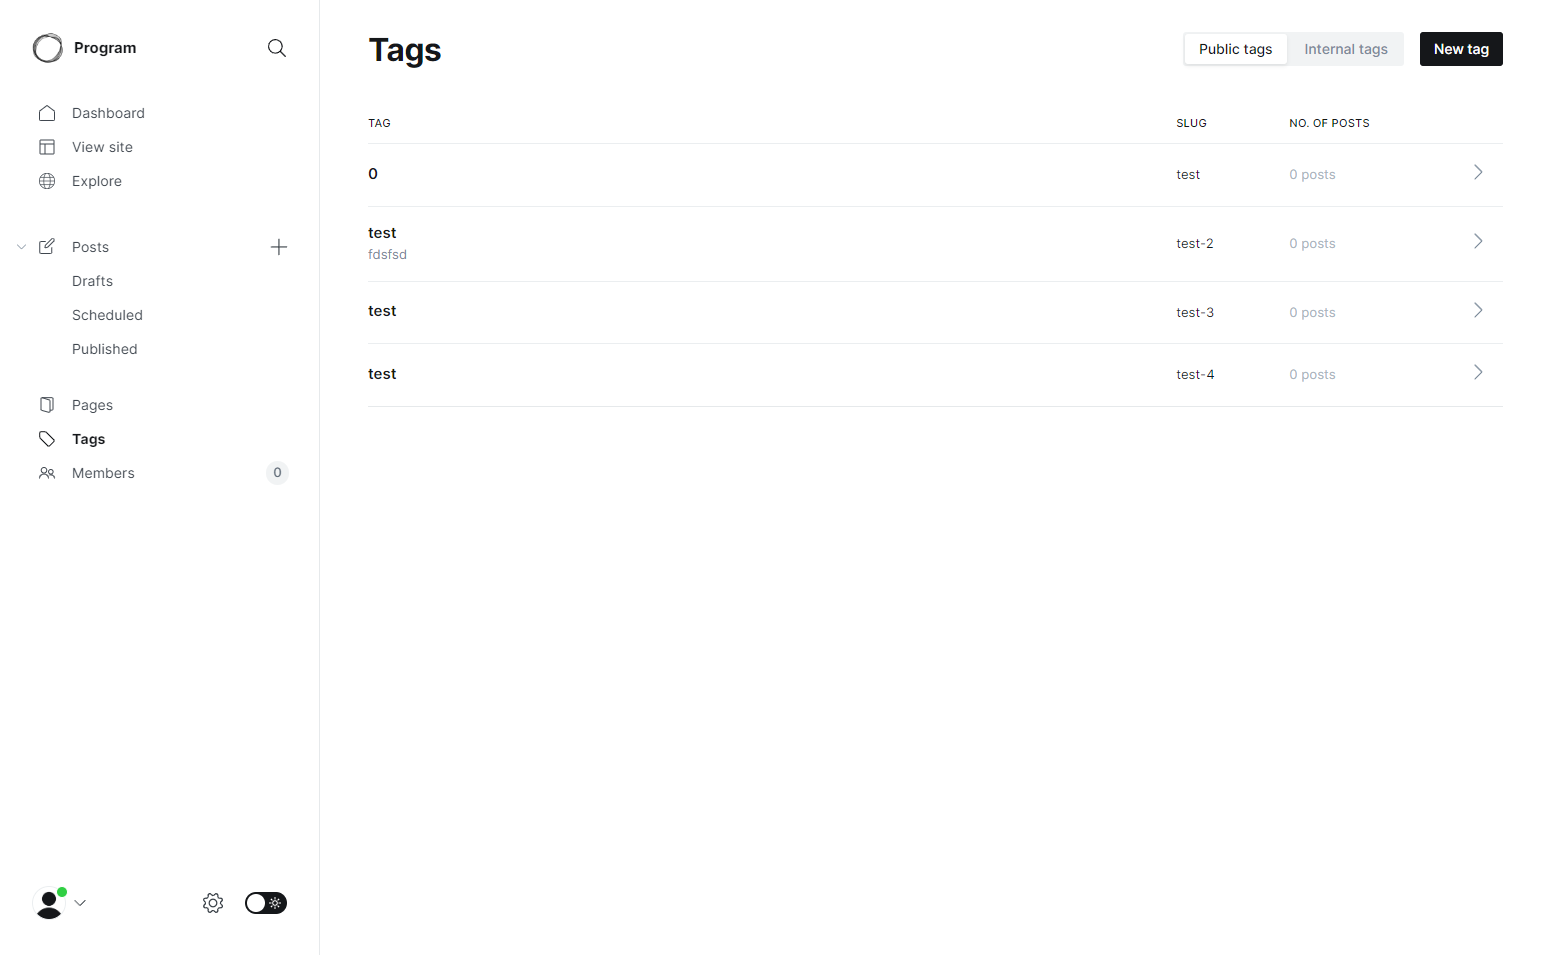 Program
Dashboard
View site
Explore
Posts
Drafts
Scheduled
Published
Pages
Tags
Members 0
Tags
Public tags Internal tags New tag
TAG SLUG NO. OF POSTS
0 test 0 posts
test
fdsfsd
test-2 0 posts
test test-3 0 posts
test test-4 0 posts